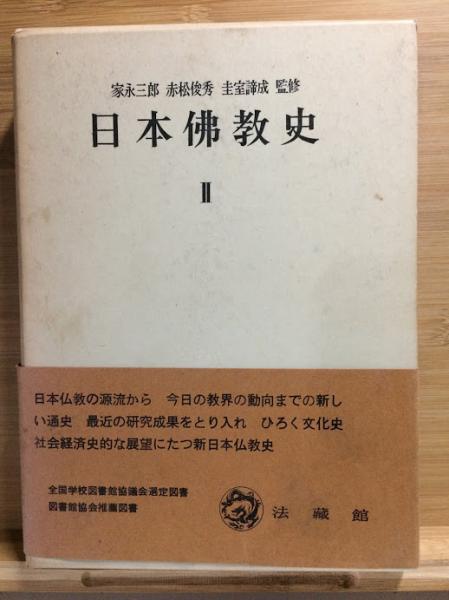 家永三郎 赤松俊秀 圭室諦成 監修
日本佛教史
II
日本仏教の源流から 今日の教界の動向までの新し
い通史 最近の研究成果をとり入れ ひろく文化史
社会経済史的な展望にたつ新日本仏教史
全国学校図書館協議会選定図書
図書館協会推薦図書
法藏館